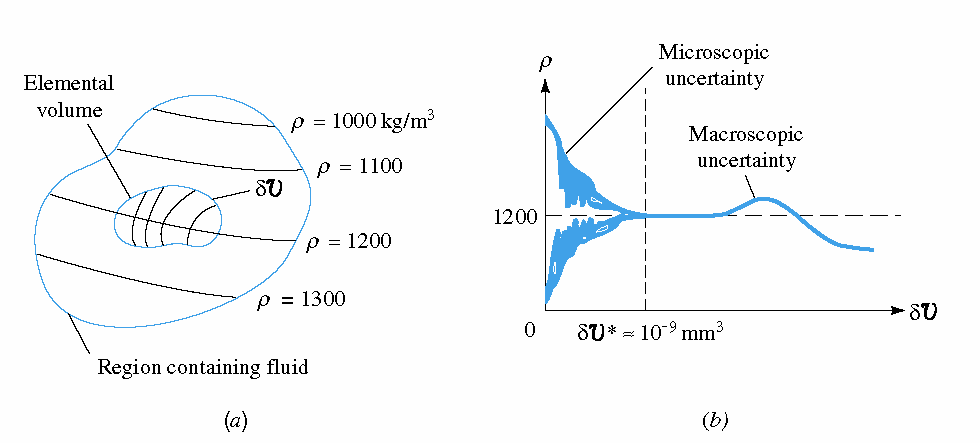 Elemental
volume
ρ = 1000 kg/m³
ρ = 1100
δ𝒱
ρ = 1200
ρ = 1300
Region containing fluid
(a)
ρ
Microscopic
uncertainty
Macroscopic
uncertainty
1200
0
δ𝒱* ≈ 10⁻⁹ mm³
δ𝒱
(b)